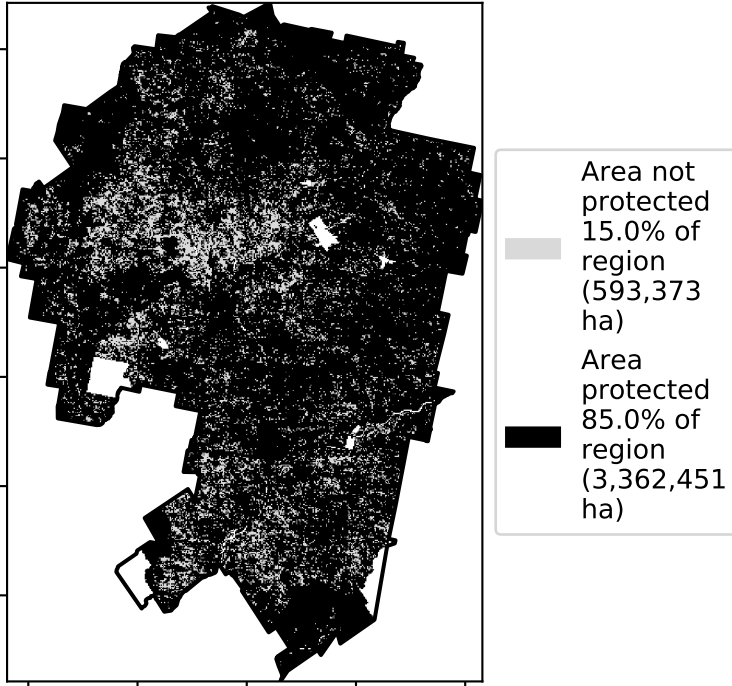 Area not
protected
15.0% of
region
(593,373
ha)
Area
protected
85.0% of
region
(3,362,451
ha)